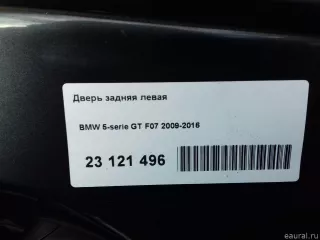 Дверь задняя левая
BMW 5-serie GT F07 2009-2016
23 121 496
eaural.ru